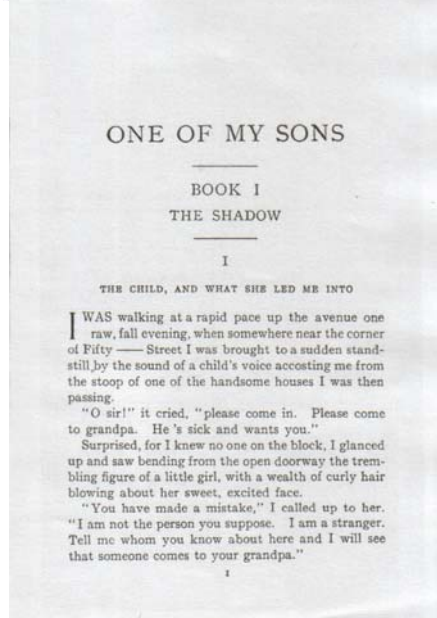 ONE OF MY SONS
BOOK I
THE SHADOW
I
THE CHILD, AND WHAT SHE LED ME INTO
I WAS walking at a rapid pace up the avenue one
raw, fall evening, when somewhere near the corner
of Fifty —— Street I was brought to a sudden stand-
still by the sound of a child's voice accosting me from
the stoop of one of the handsome houses I was then
passing.
"O sir!" it cried, "please come in. Please come
to grandpa. He 's sick and wants you."
Surprised, for I knew no one on the block, I glanced
up and saw bending from the open doorway the trem-
bling figure of a little girl, with a wealth of curly hair
blowing about her sweet, excited face.
"You have made a mistake," I called up to her.
"I am not the person you suppose. I am a stranger.
Tell me whom you know about here and I will see
that someone comes to your grandpa."
1